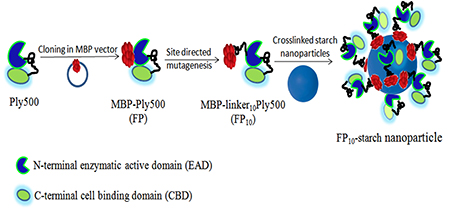 Cloning in MBP vector
Site directed
mutagenesis
Crosslinked starch
nanoparticles
Ply500
MBP-Ply500
(FP)
MBP-linker₁₀Ply500
(FP₁₀)
FP₁₀-starch nanoparticle
N-terminal enzymatic active domain (EAD)
C-terminal cell binding domain (CBD)